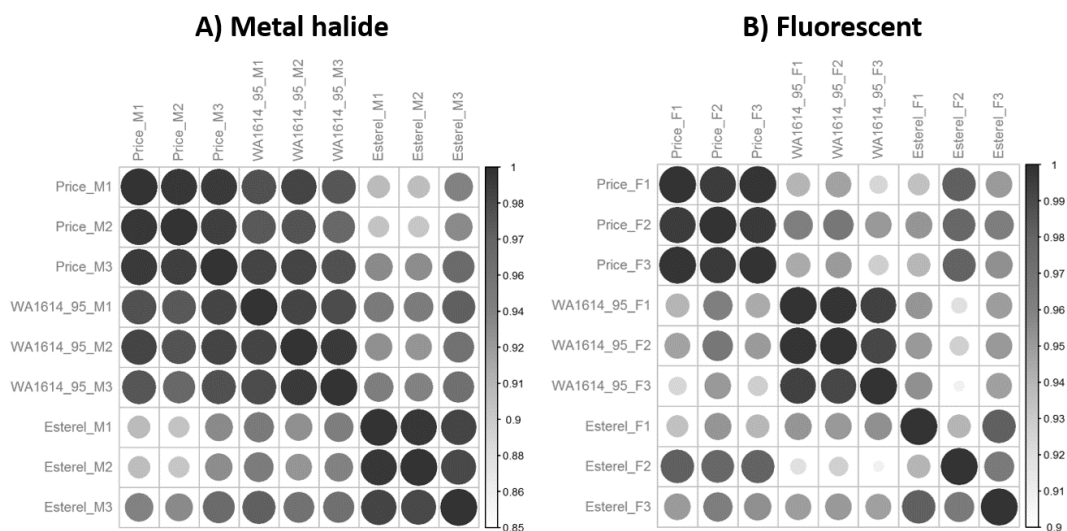 A) Metal halide
Price_M1
Price_M2
Price_M3
WA1614_95_M1
WA1614_95_M2
WA1614_95_M3
Esterel_M1
Esterel_M2
Esterel_M3
Price_M1
Price_M2
Price_M3
WA1614_95_M1
WA1614_95_M2
WA1614_95_M3
Esterel_M1
Esterel_M2
Esterel_M3
1
0.98
0.97
0.96
0.94
0.92
0.91
0.9
0.88
0.86
0.85
B) Fluorescent
Price_F1
Price_F2
Price_F3
WA1614_95_F1
WA1614_95_F2
WA1614_95_F3
Esterel_F1
Esterel_F2
Esterel_F3
Price_F1
Price_F2
Price_F3
WA1614_95_F1
WA1614_95_F2
WA1614_95_F3
Esterel_F1
Esterel_F2
Esterel_F3
1
0.99
0.98
0.97
0.96
0.95
0.94
0.93
0.92
0.91
0.9